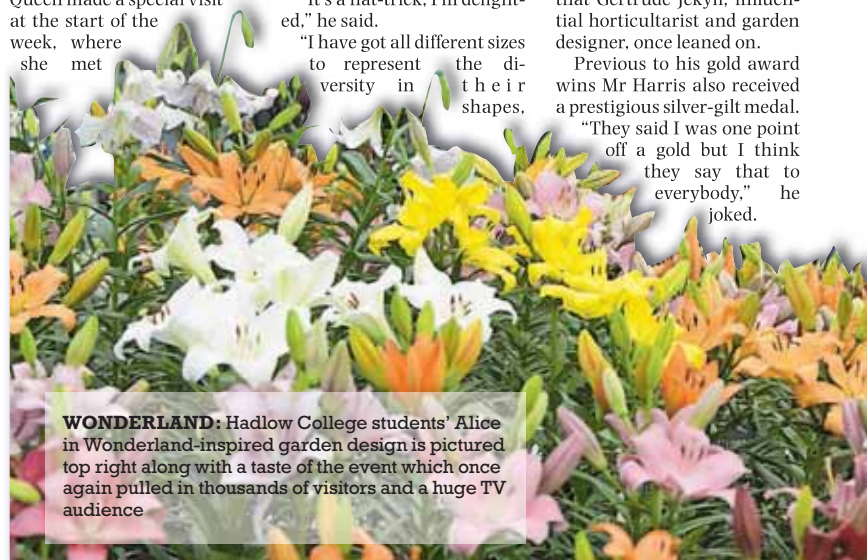 Queen made a special visit
at the start of the
week, where
she met
"It's a hat-trick, I'm delight-
ed," he said.
"I have got all different sizes
to represent the di-
versity in their
shapes,
that Gertrude Jekyll, influen-
tial horticulturist and garden
designer, once leaned on.
Previous to his gold award
wins Mr Harris also received
a prestigious silver-gilt medal.
"They said I was one point
off a gold but I think
they say that to
everybody," he
joked.
WONDERLAND: Hadlow College students' Alice
in Wonderland-inspired garden design is pictured
top right along with a taste of the event which once
again pulled in thousands of visitors and a huge TV
audience